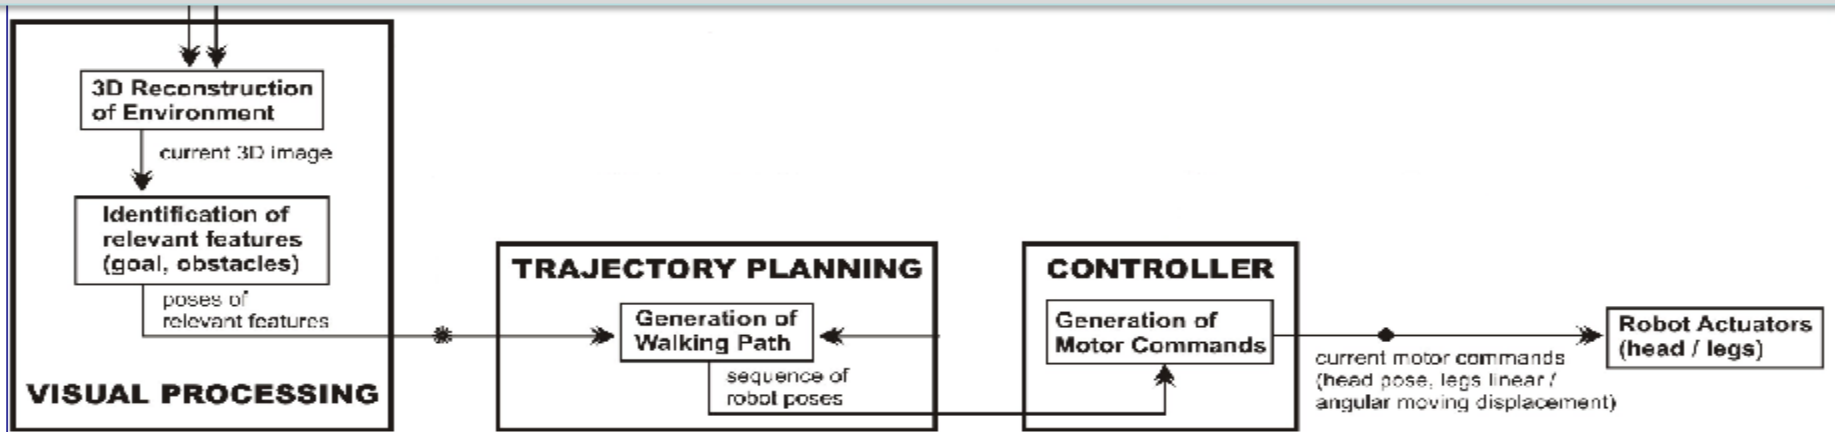 3D Reconstruction
of Environment
current 3D image
Identification of
relevant features
(goal, obstacles)
poses of
relevant features
VISUAL PROCESSING
TRAJECTORY PLANNING
Generation of
Walking Path
sequence of
robot poses
CONTROLLER
Generation of
Motor Commands
current motor commands
(head pose, legs linear /
angular moving displacement)
Robot Actuators
(head / legs)